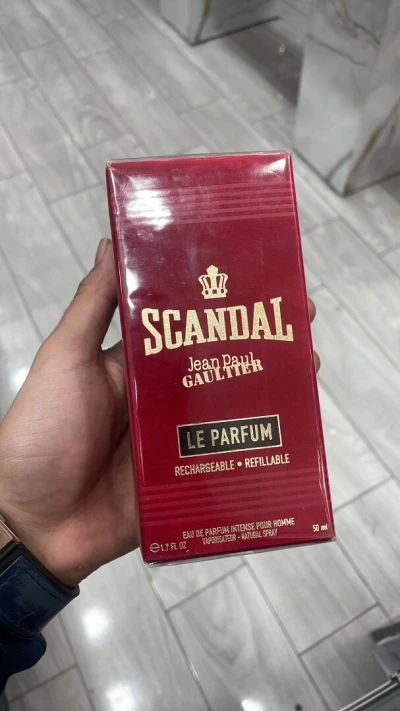 SCANDAL
Jean Paul
GAULTIER
LE PARFUM
RECHARGEABLE • REFILLABLE
EAU DE PARFUM INTENSE POUR HOMME
VAPORISATEUR - NATURAL SPRAY
℮ 1.7 FL OZ
50 ml